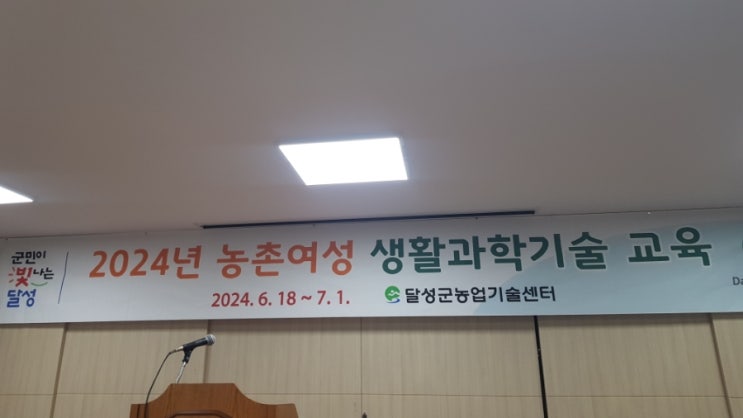 군민이
빛나는
달성
2024년 농촌여성 생활과학기술 교육
2024. 6. 18 ~ 7. 1.
달성군농업기술센터
Da